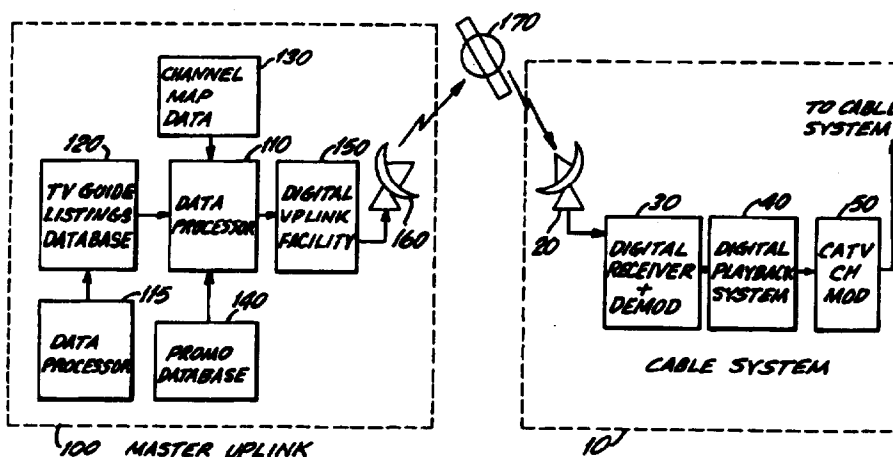 130
CHANNEL
MAP
DATA
120
TV GUIDE
LISTINGS
DATABASE
110
DATA
PROCESSOR
150
DIGITAL
UPLINK
FACILITY
160
115
DATA
PROCESSOR
140
PROMO
DATABASE
100 MASTER UPLINK
170
TO CABLE
SYSTEM
20
30
DIGITAL
RECEIVER
+
DEMOD
40
DIGITAL
PLAYBACK
SYSTEM
50
CATV
CH
MOD
CABLE SYSTEM
10